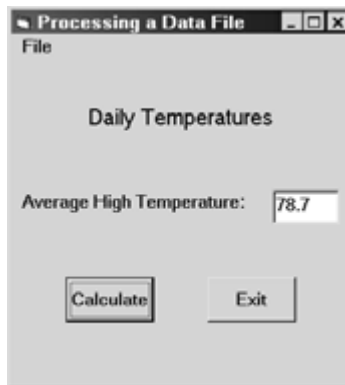 Processing a Data File
File
Daily Temperatures
Average High Temperature: 78.7
Calculate Exit